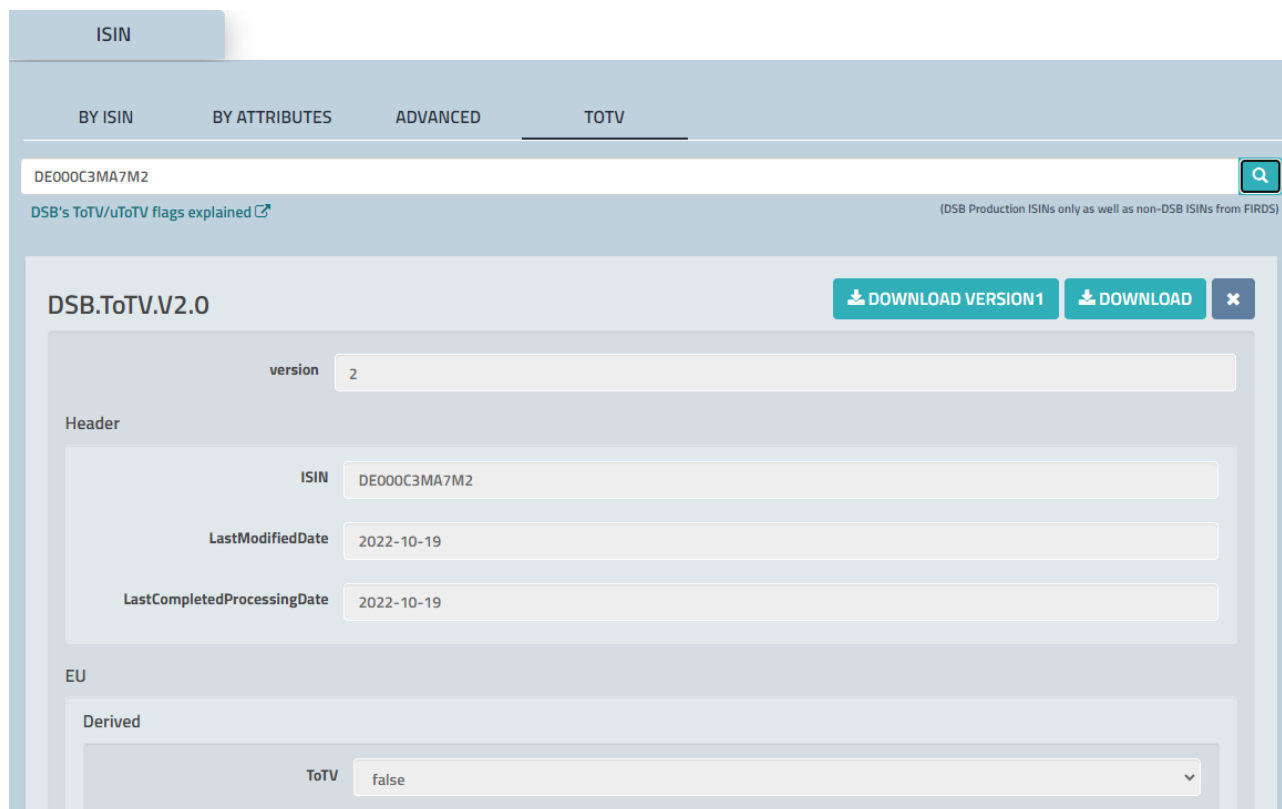 ISIN
BY ISIN BY ATTRIBUTES ADVANCED TOTV
DE000C3MA7M2
DSB's ToTV/uToTV flags explained (DSB Production ISINs only as well as non-DSB ISINs from FIRDS)
DSB.ToTV.V2.0 DOWNLOAD VERSION1 DOWNLOAD
version 2
Header
ISIN DE000C3MA7M2
LastModifiedDate 2022-10-19
LastCompletedProcessingDate 2022-10-19
EU
Derived
ToTV false